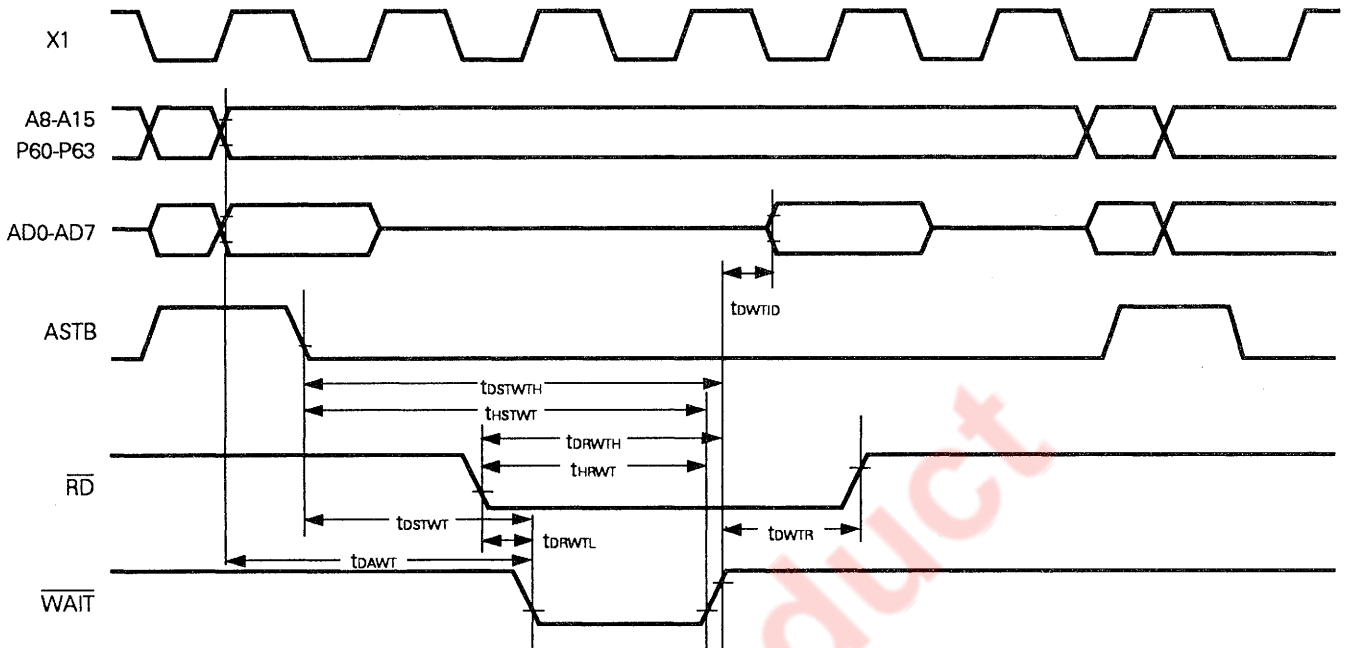 X1
A8-A15
P60-P63
AD0-AD7
tDWTID
ASTB
tDSTWTH
tHSTWT
tDRWTH
tHRWT
RD
tDSTWT
tDRWTL
tDWTR
tDAWT
WAIT
duct